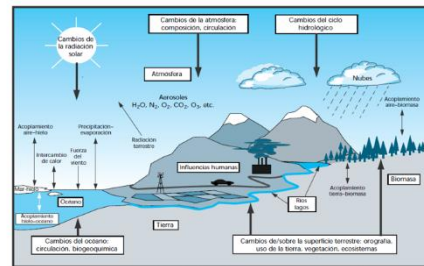 Cambios de la atmósfera:
composición, circulación
Cambios del ciclo
hidrológico
Cambios de
la radiación
solar
Atmósfera
Nubes
Aerosoles
H₂O, N₂, O₂, CO₂, O₃, etc.
Acoplamiento
aire-hielo
Precipitación-
evaporación
Acoplamiento
aire-biomasa
Intercambio
de calor
Fuerza
del
viento
Radiación
terrestre
Influencias humanas
Biomasa
Océano
Acoplamiento
hielo-océano
Acoplamiento
tierra-biomasa
Ríos
lagos
Tierra
Cambios del océano:
circulación, biogeoquímica
Cambios de/sobre la superficie terrestre: orografía,
uso de la tierra, vegetación, ecosistemas